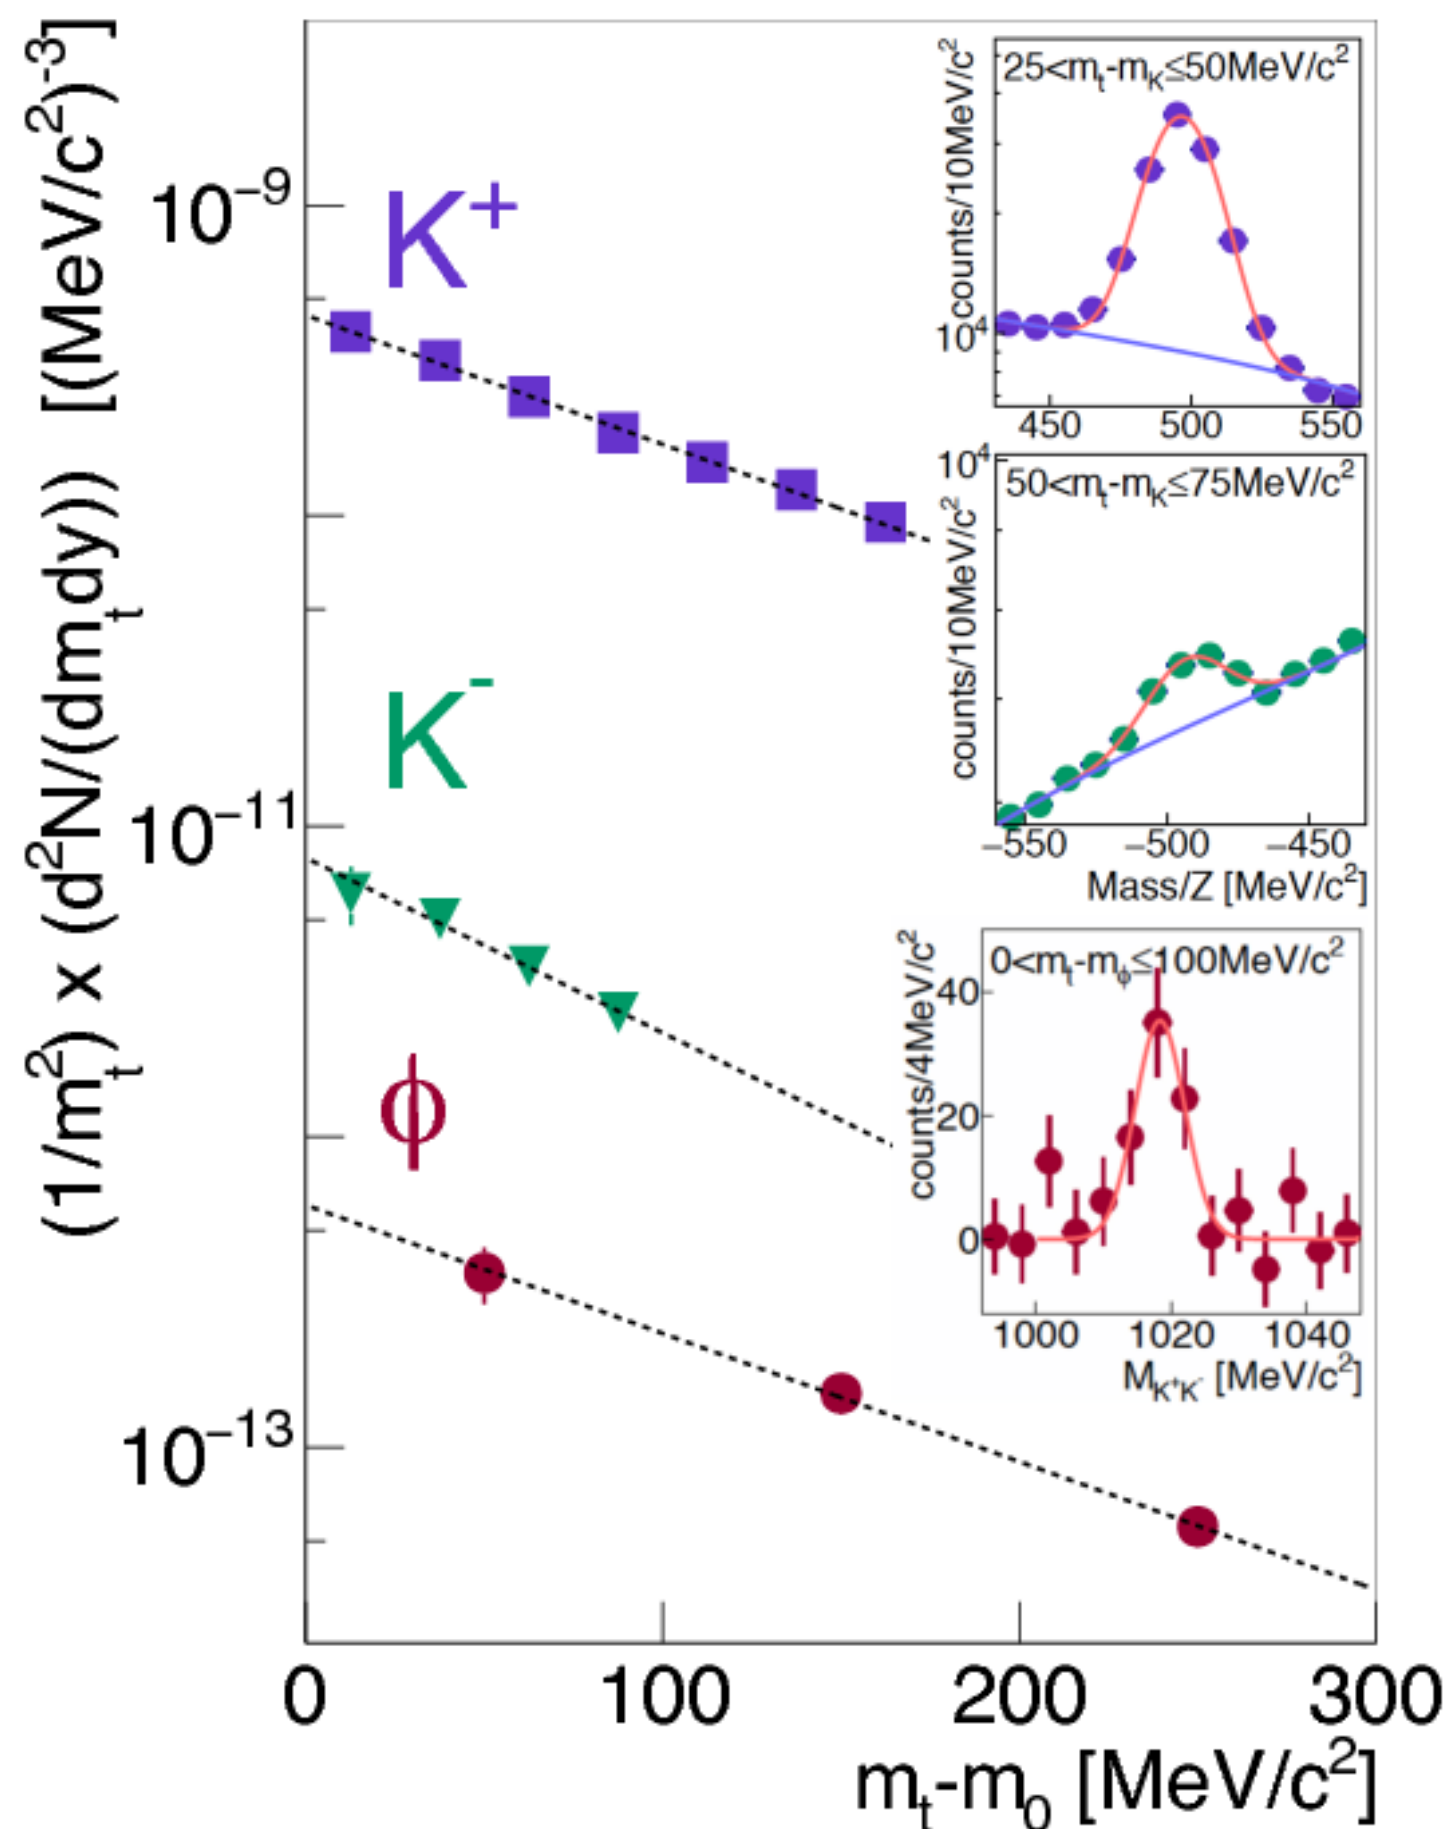 (1/m_t^2) x (d^2N/(dm_tdy)) [(MeV/c^2)^-3]
10^−9
10^−11
10^−13
K^+
K^-
ϕ
0 100 200 300
m_t-m_0 [MeV/c^2]
25<m_t-m_K≤50MeV/c^2
counts/10MeV/c^2
10^4
450 500 550
50<m_t-m_K≤75MeV/c^2
counts/10MeV/c^2
10^4
−550 −500 −450
Mass/Z [MeV/c^2]
0<m_t-m_ϕ≤100MeV/c^2
counts/4MeV/c^2
40
20
0
1000 1020 1040
M_K^+K^- [MeV/c^2]